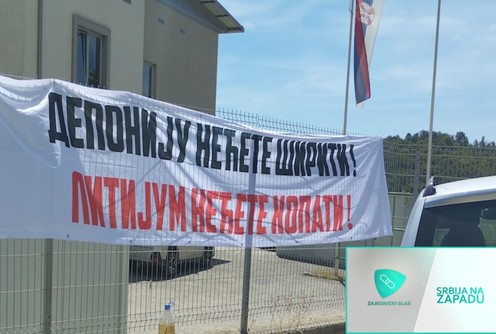 ДЕПОНИЈУ НЕЋЕТЕ ШИРИТИ!
ЛИТИЈУМ НЕЋЕТЕ КОПАТИ!
ZAJEDNIČKI GLAS
SRBIJA NA
ZAPADU